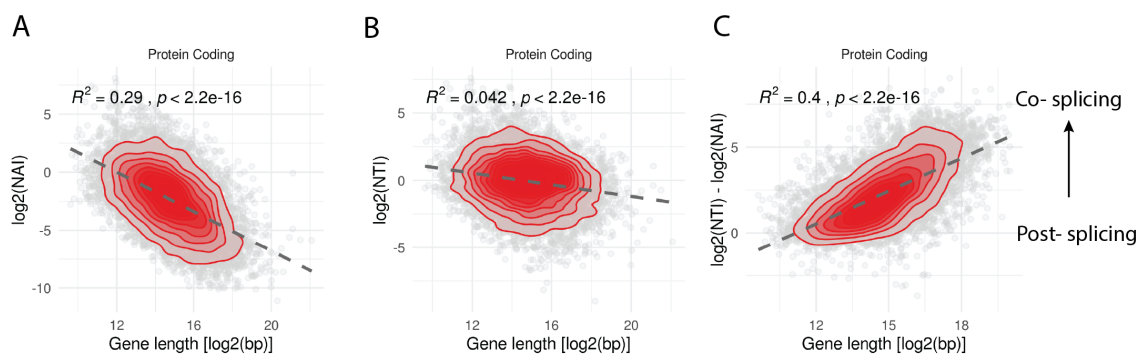 A
Protein Coding
R² = 0.29 , p < 2.2e-16
log2(NAI)
5
0
-5
-10
12
16
20
Gene length [log2(bp)]
B
Protein Coding
R² = 0.042 , p < 2.2e-16
log2(NTI)
5
0
-5
12
16
20
Gene length [log2(bp)]
C
Protein Coding
R² = 0.4 , p < 2.2e-16
log2(NTI) - log2(NAI)
5
0
12
15
18
Gene length [log2(bp)]
Co- splicing
Post- splicing